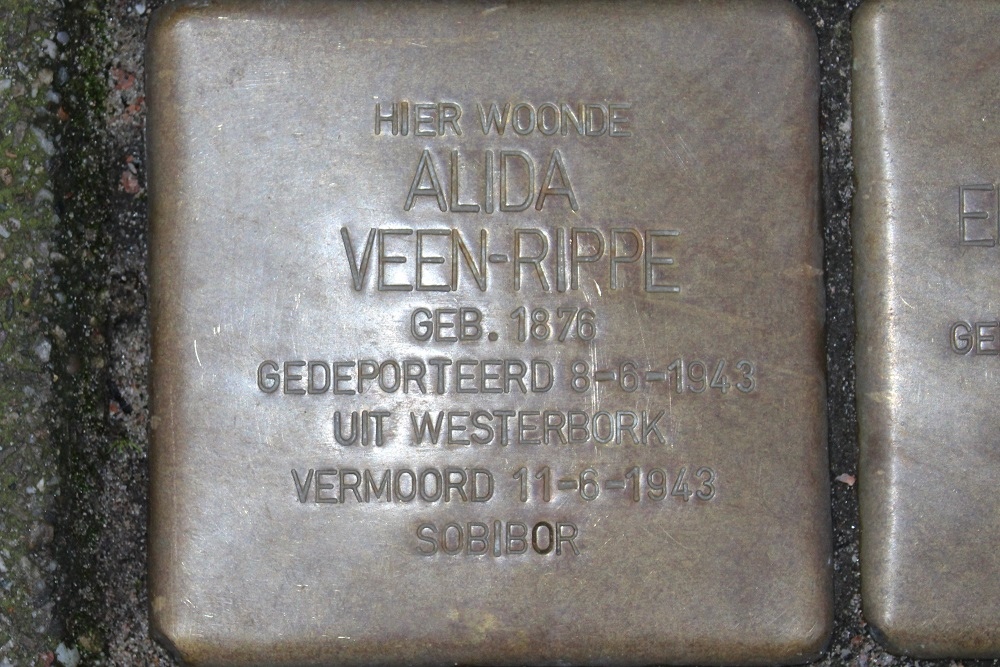 HIER WOONDE
ALIDA
VEEN-RIPPE
GEB. 1876
GEDEPORTEERD 8-6-1943
UIT WESTERBORK
VERMOORD 11-6-1943
SOBIBOR